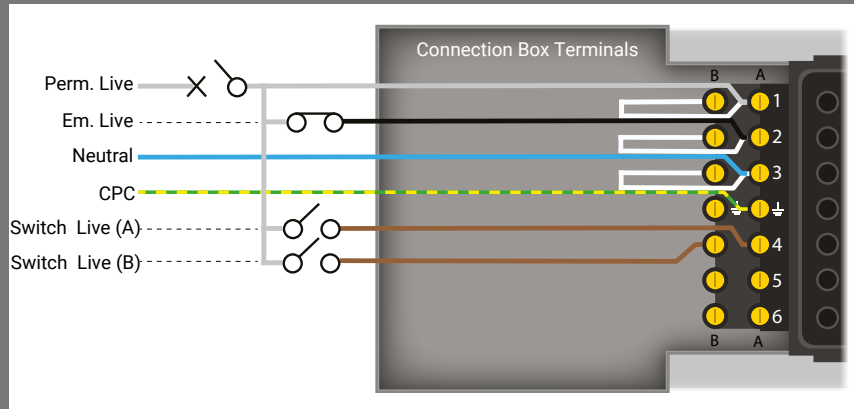 Connection Box Terminals
B A
Perm. Live
1
Em. Live
2
Neutral
3
CPC
Switch Live (A)
4
Switch Live (B)
5
6
B A